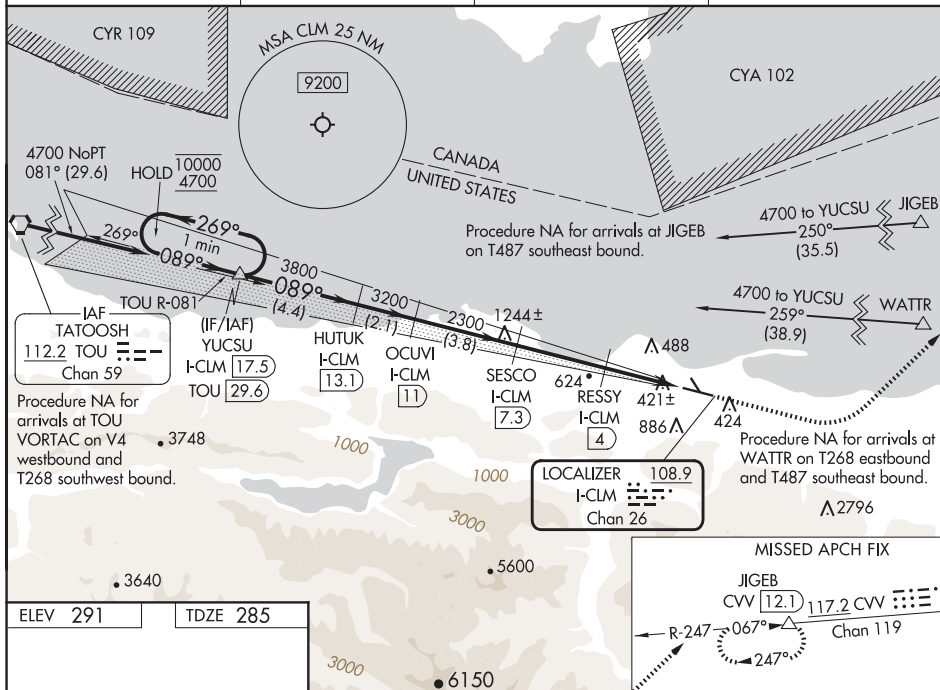 CYR 109
MSA CLM 25 NM
9200
CYA 102
CANADA
UNITED STATES
4700 NoPT
081° (29.6)
HOLD
10000
4700
269°
269°
1 min
089°
089°
(4.4)
3800
3200
(2.1)
2300
(3.8)
1244±
TOU R-081
JIGEB
4700 to YUCSU
250°
(35.5)
Procedure NA for arrivals at JIGEB
on T487 southeast bound.
4700 to YUCSU
259°
(38.9)
WATTR
IAF
TATOOSH
112.2 TOU
Chan 59
(IF/IAF)
YUCSU
I-CLM 17.5
TOU 29.6
HUTUK
I-CLM
13.1
OCUVI
I-CLM
11
SESCO
I-CLM
7.3
RESSY
I-CLM
4
488
624
421±
886
424
Procedure NA for
arrivals at TOU
VORTAC on V4
westbound and
T268 southwest bound.
3748
1000
1000
3000
LOCALIZER 108.9
I-CLM
Chan 26
Procedure NA for arrivals at
WATTR on T268 eastbound
and T487 southeast bound.
2796
3640
5600
3000
6150
ELEV 291
TDZE 285
MISSED APCH FIX
JIGEB
CVV 12.1
117.2 CVV
Chan 119
R-247
067°
247°